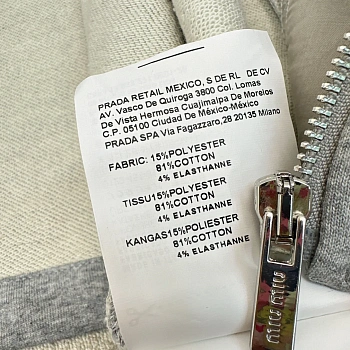 PRADA RETAIL MEXICO, S DE RL DE CV
AV. Vasco De Quiroga 3800 Col. Lomas
De Vista Hermosa Cuajimalpa De Morelos
C.P. 05100 Ciudad De México-México
PRADA SPA Via Fagazzaro,28 20135 Milano
FABRIC: 15%POLYESTER
81%COTTON
4% ELASTHANNE
TISSU15%POLYESTER
82%COTTON
4% ELASTHANNE
KANGAS15%POLIESTER
81%COTTON
4% ELASTHANNE
miu miu